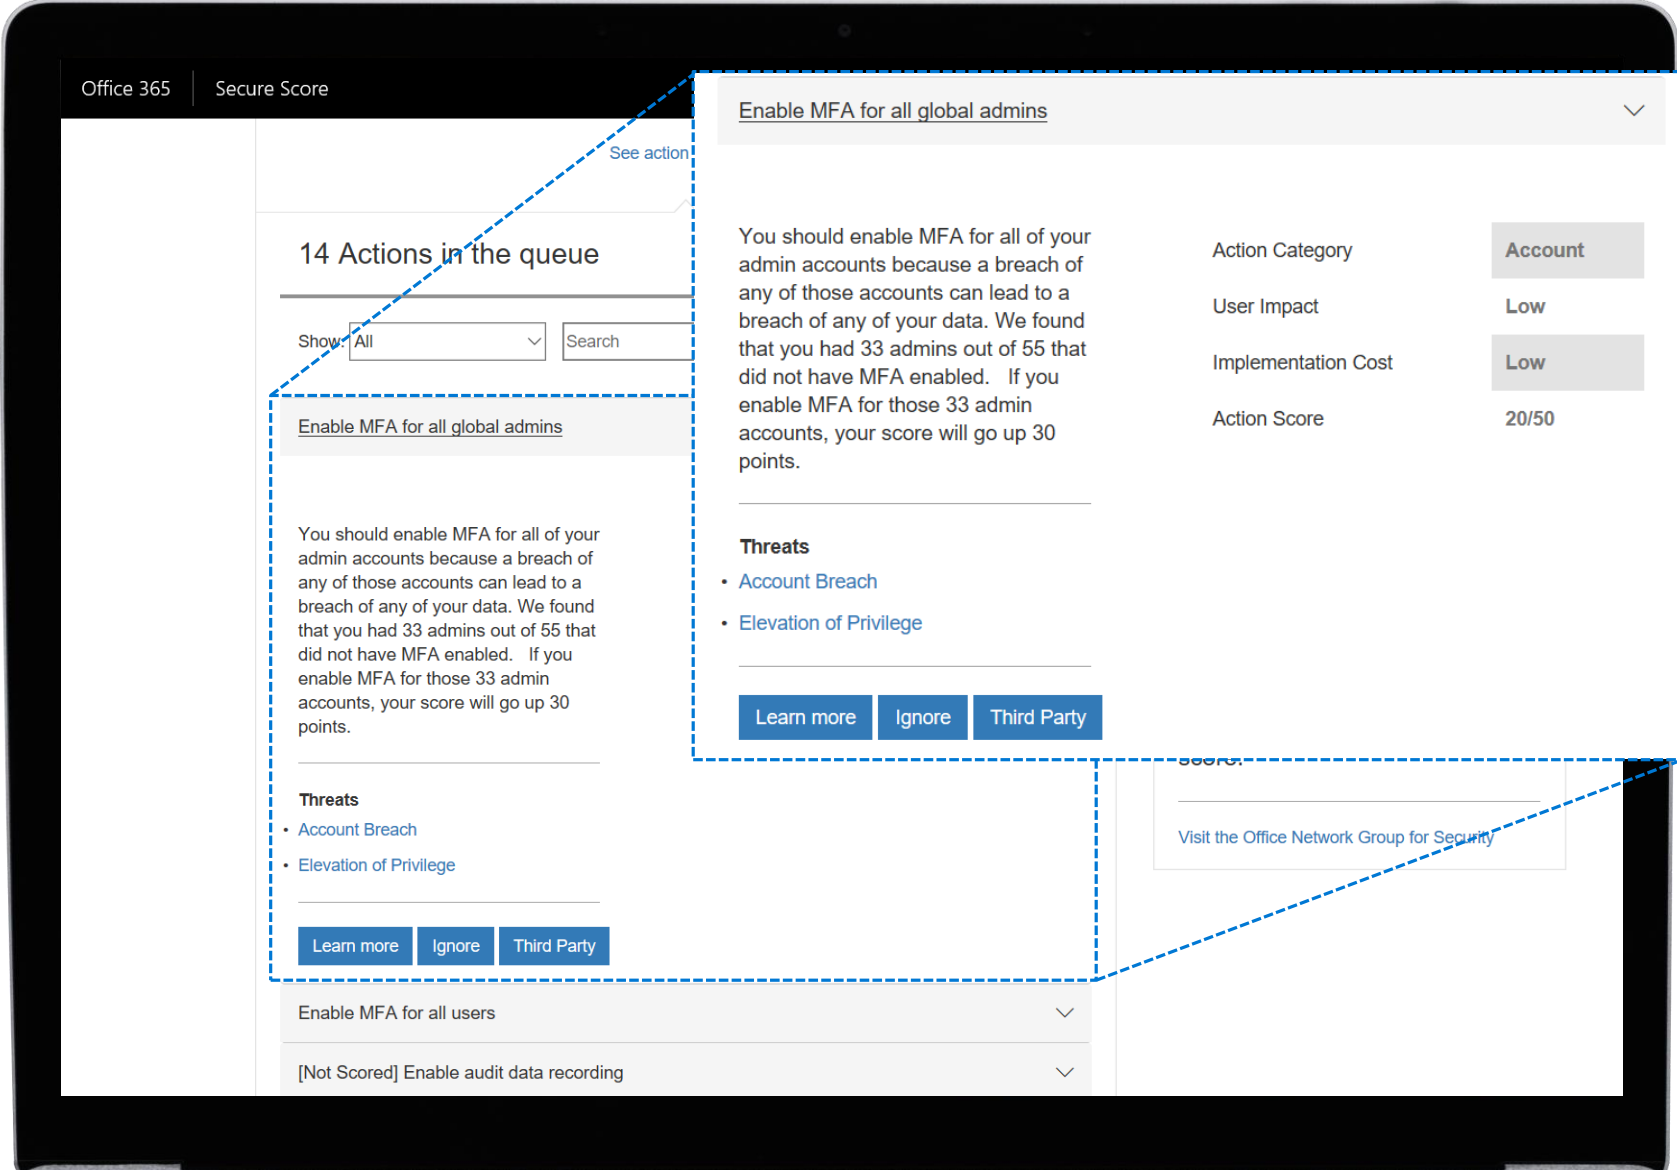 Office 365
Secure Score
See action
14 Actions in the queue
Show: All
Search
Enable MFA for all global admins
You should enable MFA for all of your
admin accounts because a breach of
any of those accounts can lead to a
breach of any of your data. We found
that you had 33 admins out of 55 that
did not have MFA enabled. If you
enable MFA for those 33 admin
accounts, your score will go up 30
points.
Threats
• Account Breach
• Elevation of Privilege
Learn more
Ignore
Third Party
Enable MFA for all users
[Not Scored] Enable audit data recording
Enable MFA for all global admins
You should enable MFA for all of your
admin accounts because a breach of
any of those accounts can lead to a
breach of any of your data. We found
that you had 33 admins out of 55 that
did not have MFA enabled. If you
enable MFA for those 33 admin
accounts, your score will go up 30
points.
Threats
• Account Breach
• Elevation of Privilege
Learn more
Ignore
Third Party
Action Category Account
User Impact Low
Implementation Cost Low
Action Score 20/50
Visit the Office Network Group for Security